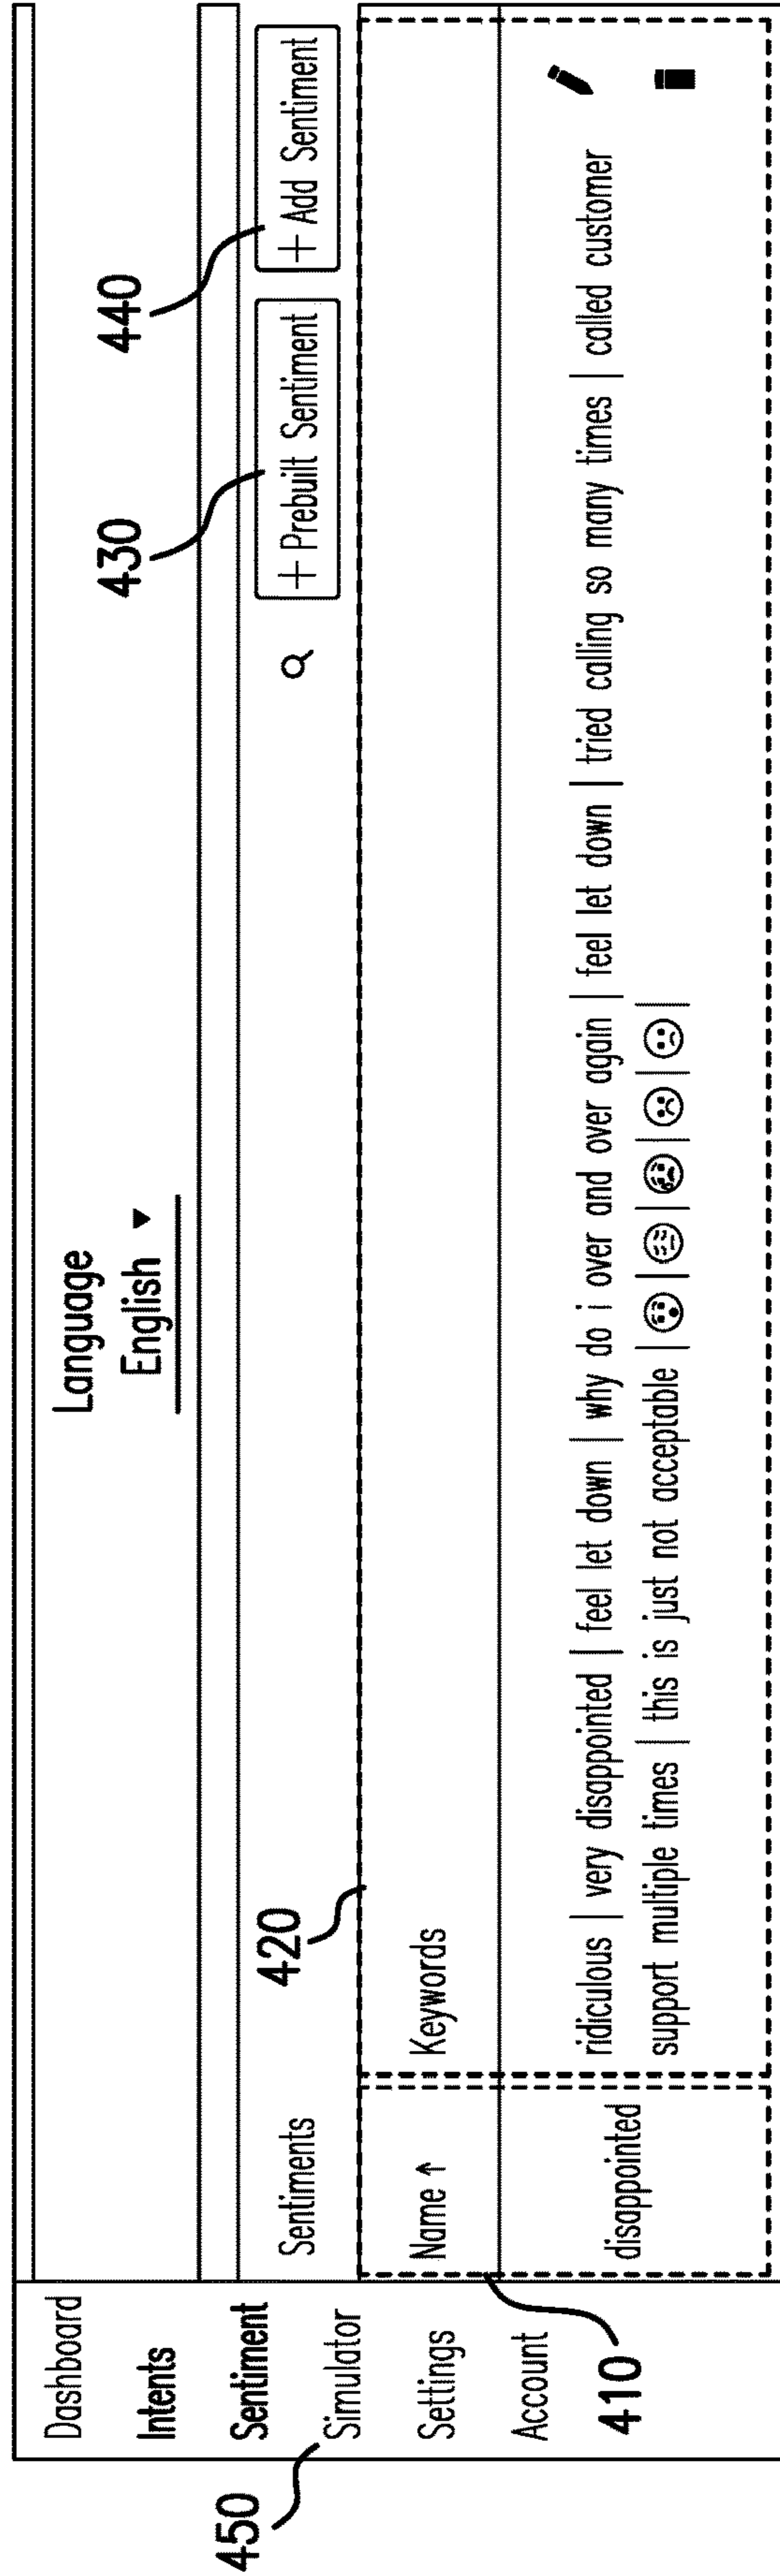 Dashboard
Intents
Sentiment
Simulator
Settings
Account
450
410
Language
English
Sentiments
+ Prebuilt Sentiment
+ Add Sentiment
430
440
420
Name ↑
Keywords
disappointed
ridiculous | very disappointed | feel let down | why do i over and over again | feel let down | tried calling so many times | called customer
support multiple times | this is just not acceptable |